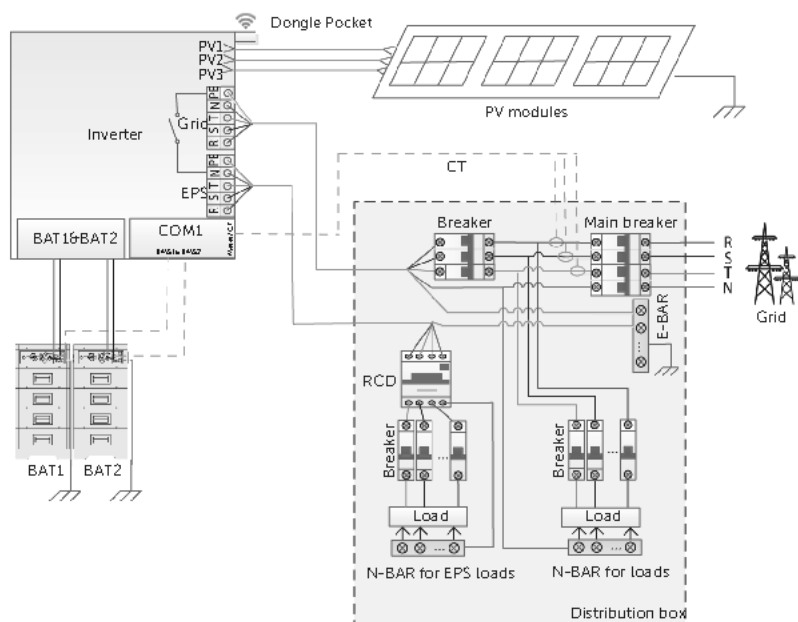 Dongle Pocket
PV1
PV2
PV3
PV modules
Inverter
Grid
PE
N
T
S
R
EPS
PE
N
T
S
BAT1&BAT2
COM1
CT
Breaker
Main breaker
R
S
T
N
Grid
E-BAR
RCD
Breaker
Breaker
...
...
...
Load
Load
...
...
BAT1
BAT2
N-BAR for EPS loads
N-BAR for loads
Distribution box